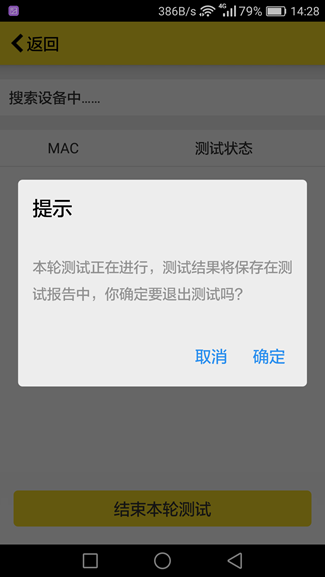 386B/s 4G 79% 14:28
返回
搜索设备中......
MAC 测试状态
提示
本轮测试正在进行，测试结果将保存在测
试报告中，你确定要退出测试吗?
取消 确定
结束本轮测试